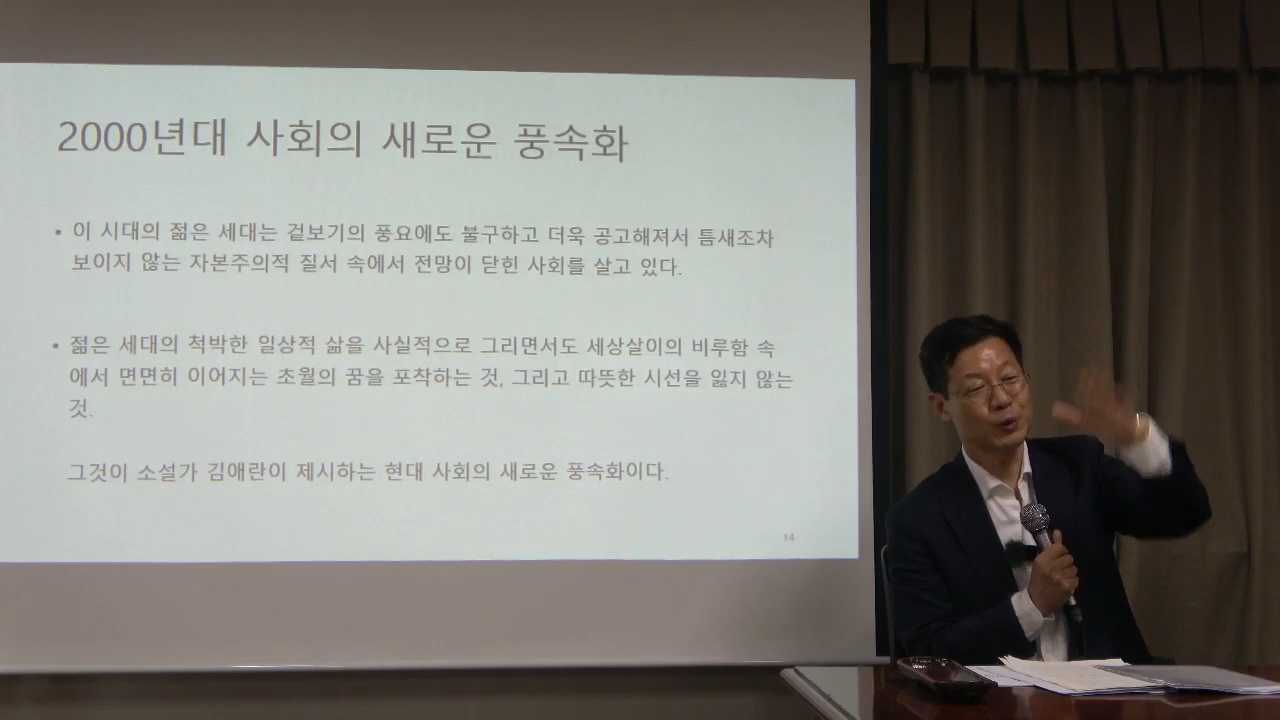 2000년대 사회의 새로운 풍속화
• 이 시대의 젊은 세대는 겉보기의 풍요에도 불구하고 더욱 공고해져서 틈새조차
보이지 않는 자본주의적 질서 속에서 전망이 닫힌 사회를 살고 있다.
• 젊은 세대의 척박한 일상적 삶을 사실적으로 그리면서도 세상살이의 비루함 속
에서 면면히 이어지는 초월의 꿈을 포착하는 것, 그리고 따뜻한 시선을 잃지 않는
것.
그것이 소설가 김애란이 제시하는 현대 사회의 새로운 풍속화이다.
14